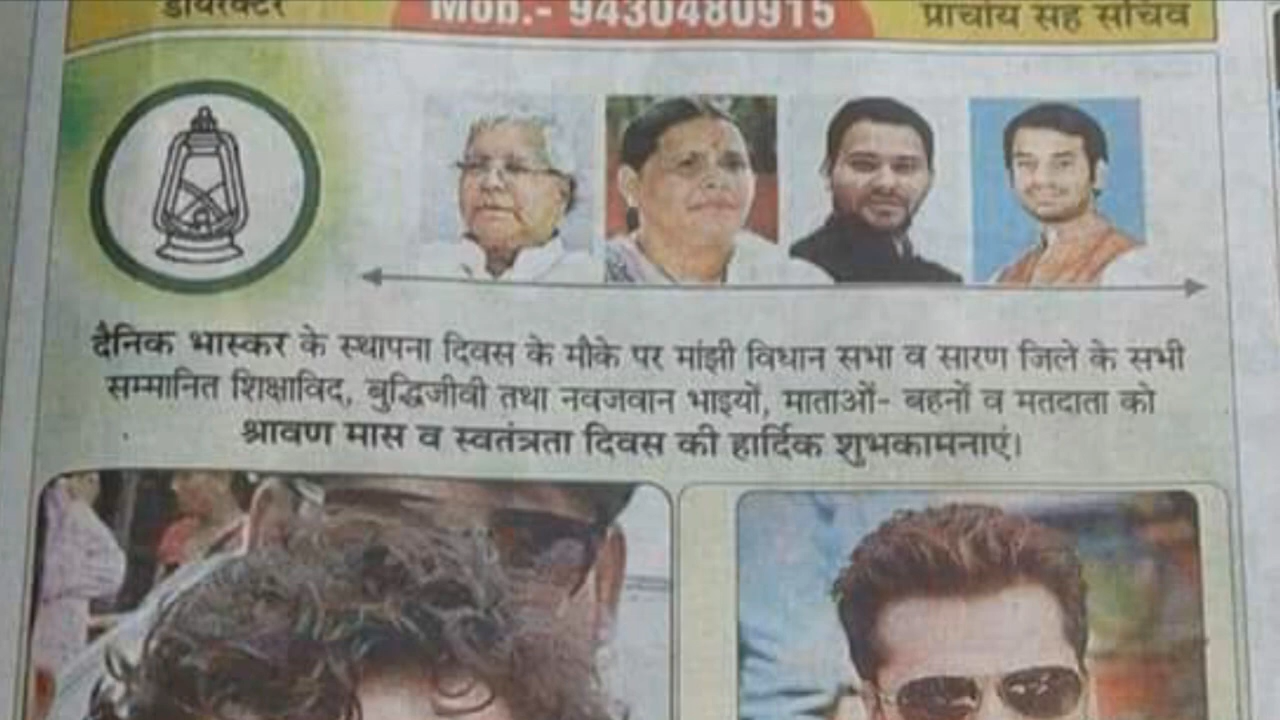 डायरेक्टर Mob.- 9430480915 प्राचार्य सह सचिव
दैनिक भास्कर के स्थापना दिवस के मौके पर मांझी विधान सभा व सारण जिले के सभी
सम्मानित शिक्षाविद, बुद्धिजीवी तथा नवजवान भाइयों, माताओं- बहनों व मतदाता को
श्रावण मास व स्वतंत्रता दिवस की हार्दिक शुभकामनाएं।